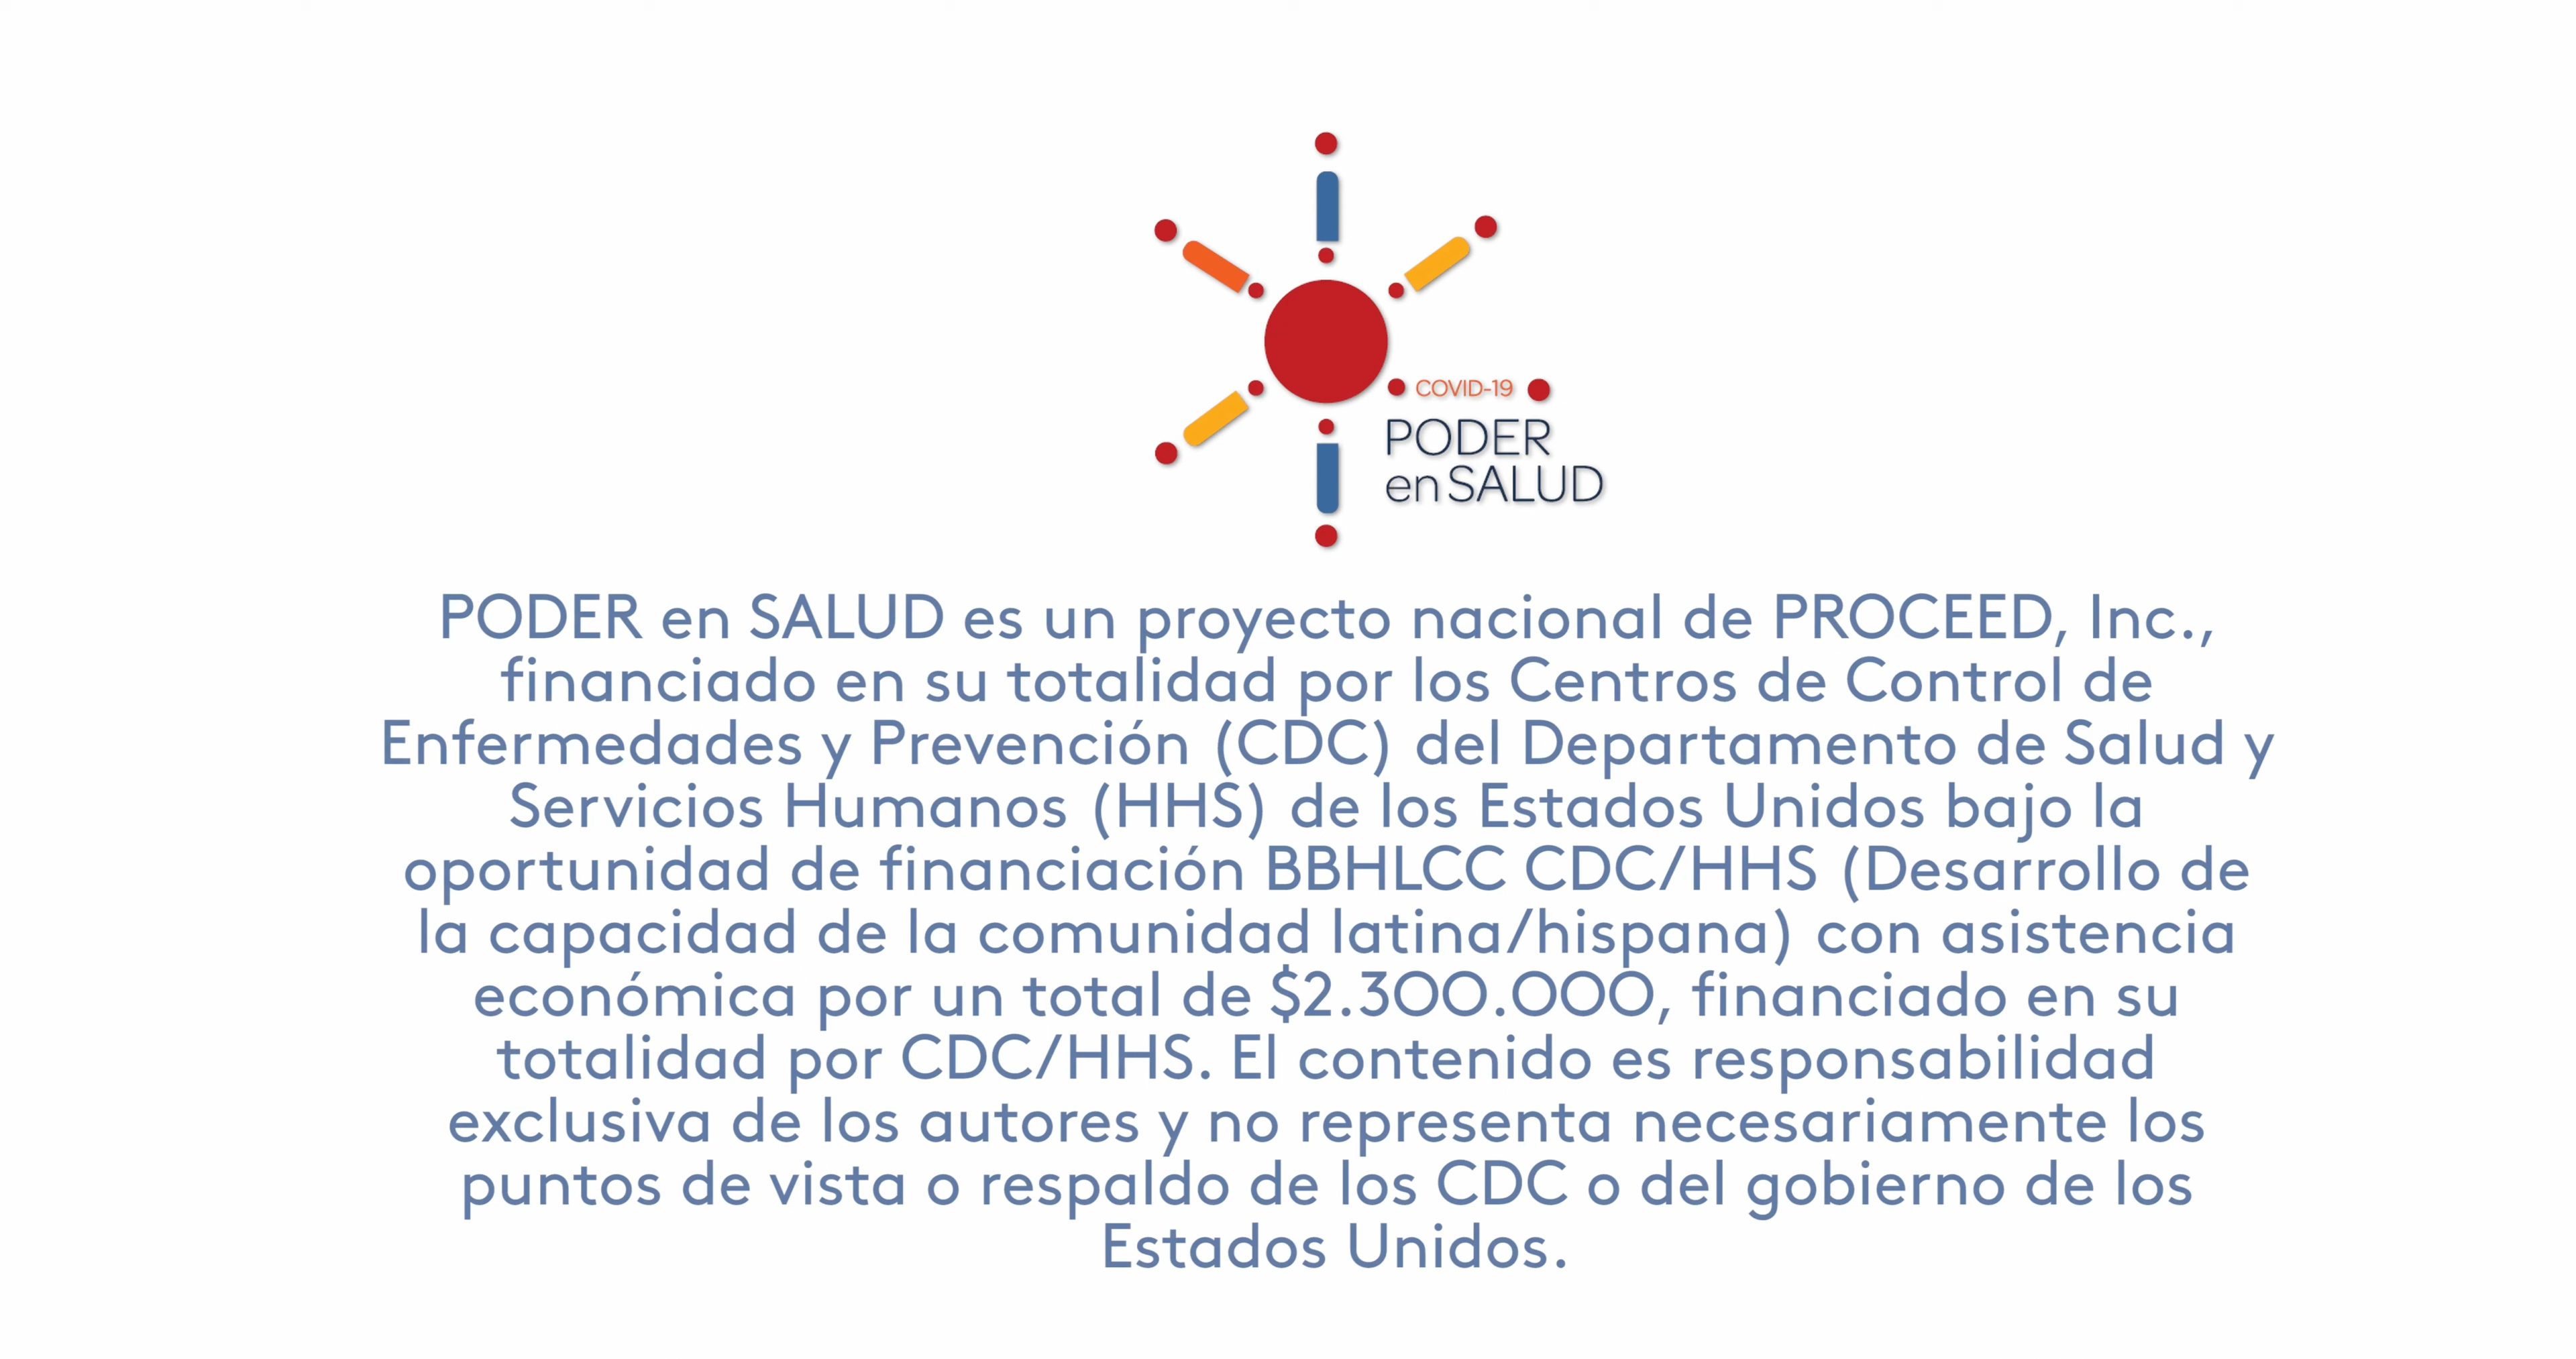 COVID-19
PODER
en SALUD
PODER en SALUD es un proyecto nacional de PROCEED, Inc.,
financiado en su totalidad por los Centros de Control de
Enfermedades y Prevención (CDC) del Departamento de Salud y
Servicios Humanos (HHS) de los Estados Unidos bajo la
oportunidad de financiación BBHLCC CDC/HHS (Desarrollo de
la capacidad de la comunidad latina/hispana) con asistencia
económica por un total de $2.300.000, financiado en su
totalidad por CDC/HHS. El contenido es responsabilidad
exclusiva de los autores y no representa necesariamente los
puntos de vista o respaldo de los CDC o del gobierno de los
Estados Unidos.